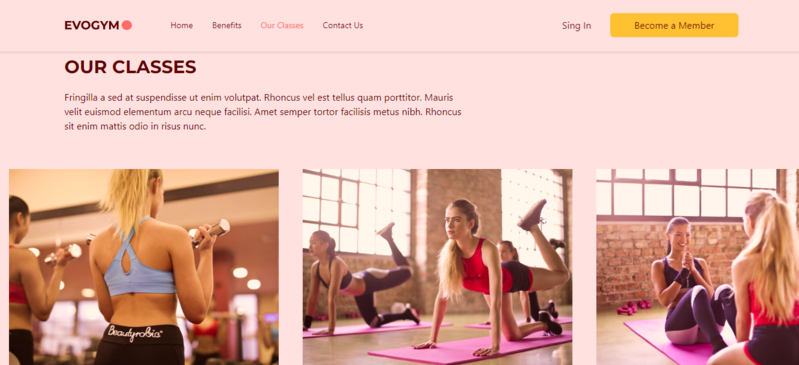 EVOGYM
Home Benefits Our Classes Contact Us
Sing In
Become a Member
OUR CLASSES
Fringilla a sed at suspendisse ut enim volutpat. Rhoncus vel est tellus quam porttitor. Mauris
velit euismod elementum arcu neque facilisi. Amet semper tortor facilisis metus nibh. Rhoncus
sit enim mattis odio in risus nunc.
Beautyrobic